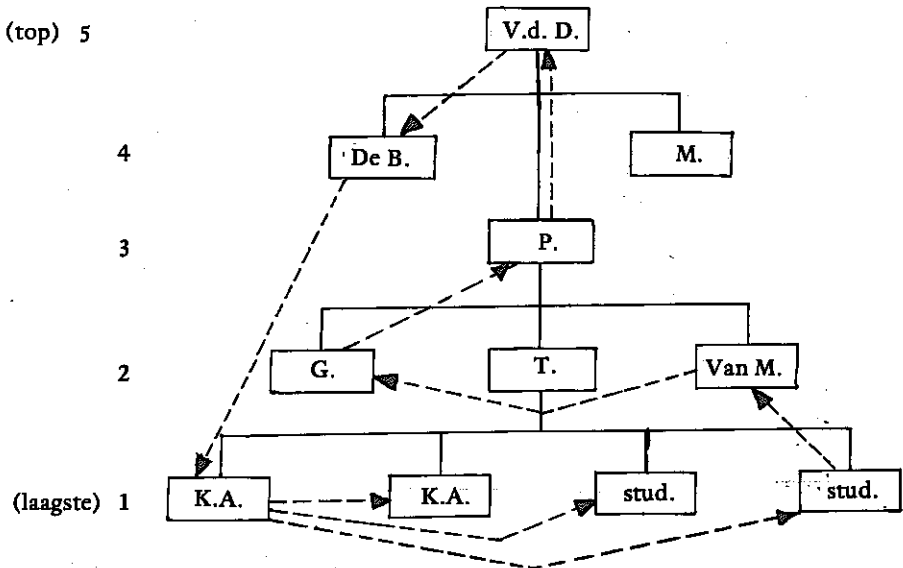 (top) 5
V.d. D.
4
De B.
M.
3
P.
2
G.
T.
Van M.
(laagste) 1
K.A.
K.A.
stud.
stud.